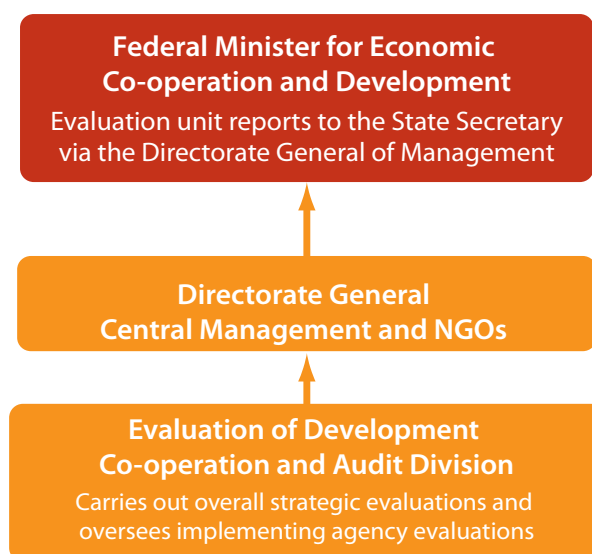 Federal Minister for Economic
Co-operation and Development
Evaluation unit reports to the State Secretary
via the Directorate General of Management
Directorate General
Central Management and NGOs
Evaluation of Development
Co-operation and Audit Division
Carries out overall strategic evaluations and
oversees implementing agency evaluations